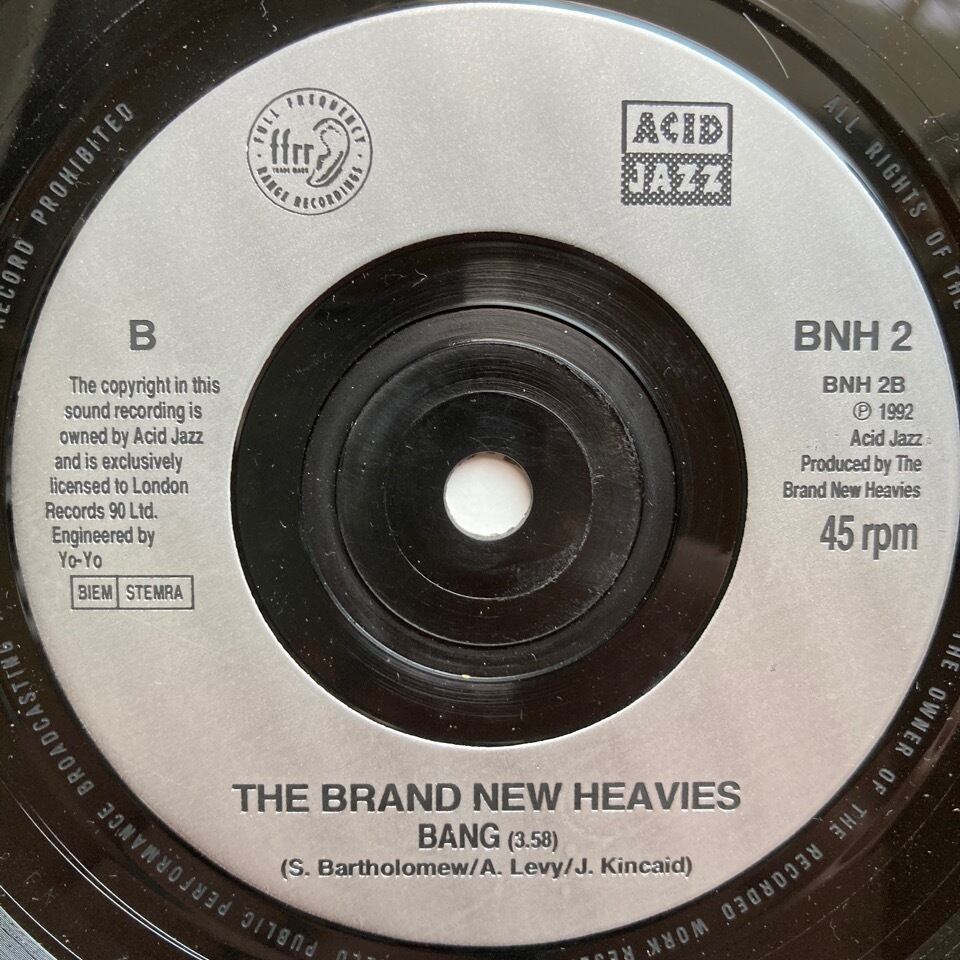 FULL FREQUENCY
ffrr
TRADE MARK
RANGE RECORDINGS
ACID
JAZZ
B
The copyright in this
sound recording is
owned by Acid Jazz
and is exclusively
licensed to London
Records 90 Ltd.
Engineered by
Yo-Yo
BIEM STEMRA
BNH 2
BNH 2B
℗ 1992
Acid Jazz
Produced by The
Brand New Heavies
45 rpm
THE BRAND NEW HEAVIES
BANG (3.58)
(S. Bartholomew/A. Levy/J. Kincaid)
ALL RIGHTS OF THE
THE OWNER OF THE RECORDED WORK
PUBLIC PERFORMANCE BROADCASTING
RECORD PROHIBITED